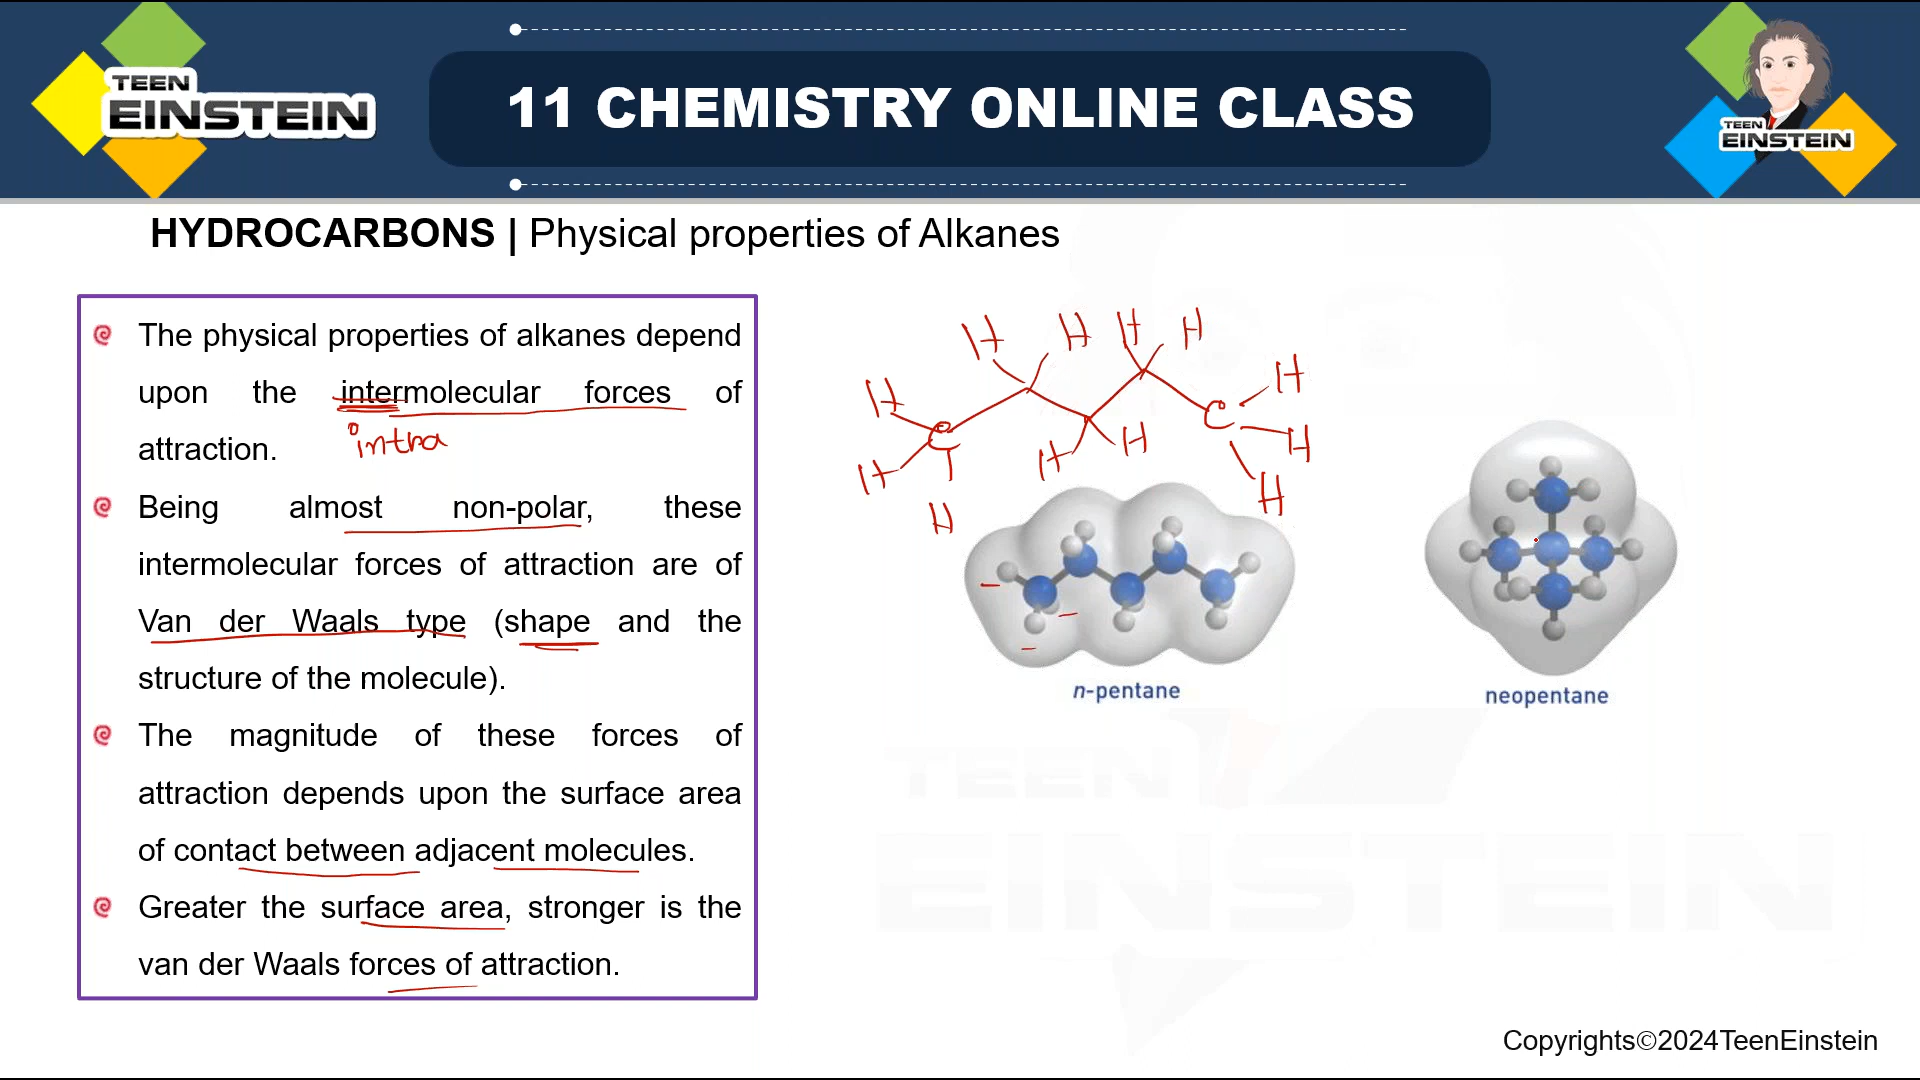 TEEN
EINSTEIN
11 CHEMISTRY ONLINE CLASS
TEEN
EINSTEIN
HYDROCARBONS | Physical properties of Alkanes
The physical properties of alkanes depend
upon the intermolecular forces of
intra
attraction.
Being almost non-polar, these
intermolecular forces of attraction are of
Van der Waals type (shape and the
structure of the molecule).
The magnitude of these forces of
attraction depends upon the surface area
of contact between adjacent molecules.
Greater the surface area, stronger is the
van der Waals forces of attraction.
H H H H
H C C H
H H H H
H H
n-pentane
neopentane
TEEN
EINSTEIN
Copyrights©2024TeenEinstein